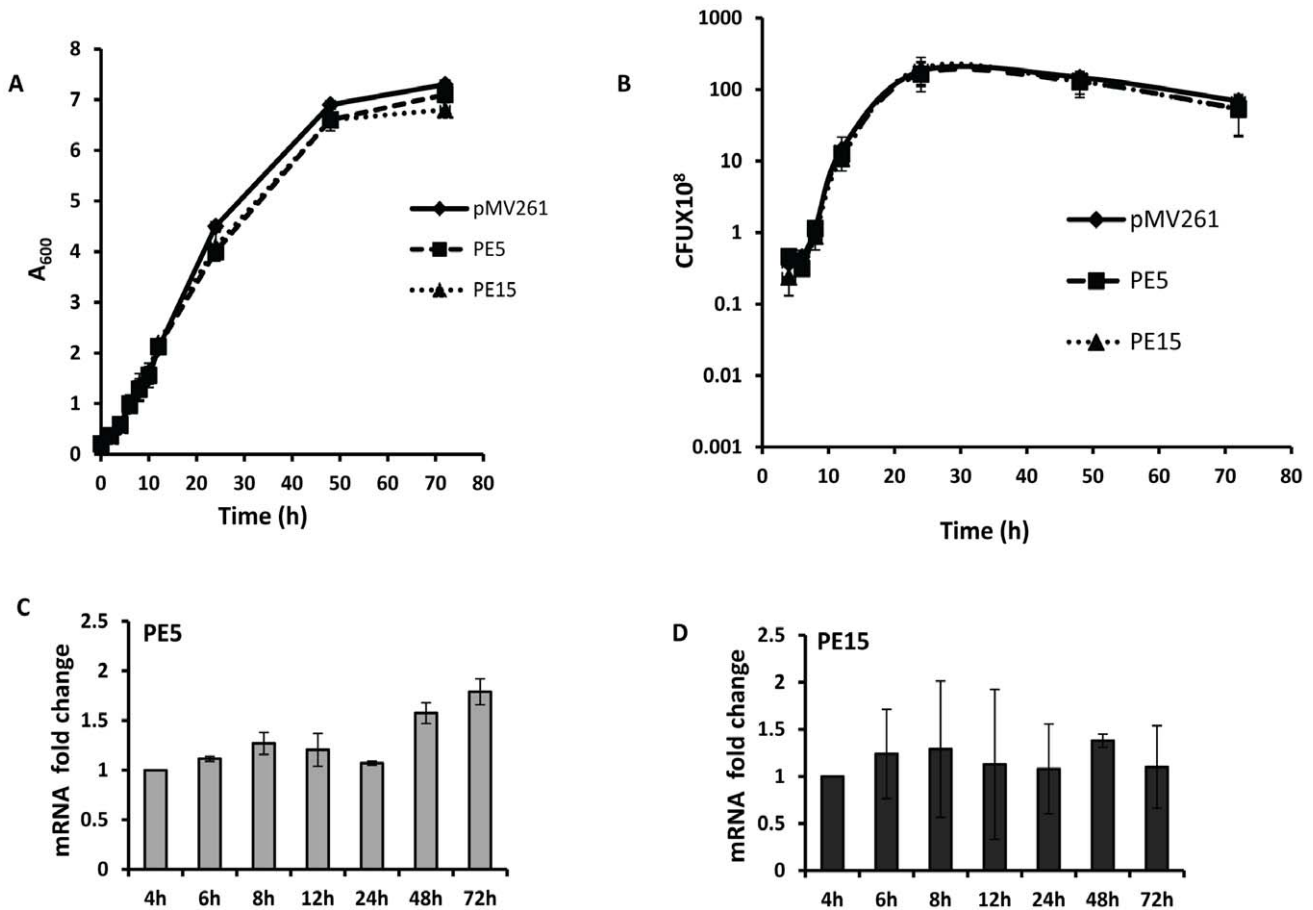 A
8
7
6
5
4
3
2
1
0
A600
0 10 20 30 40 50 60 70 80
Time (h)
pMV261
PE5
PE15
B
1000
100
10
1
0.1
0.01
0.001
CFUX10⁸
0 10 20 30 40 50 60 70 80
Time (h)
pMV261
PE5
PE15
C
PE5
2.5
2
1.5
1
0.5
0
mRNA fold change
4h 6h 8h 12h 24h 48h 72h
D
PE15
2.5
2
1.5
1
0.5
0
mRNA fold change
4h 6h 8h 12h 24h 48h 72h